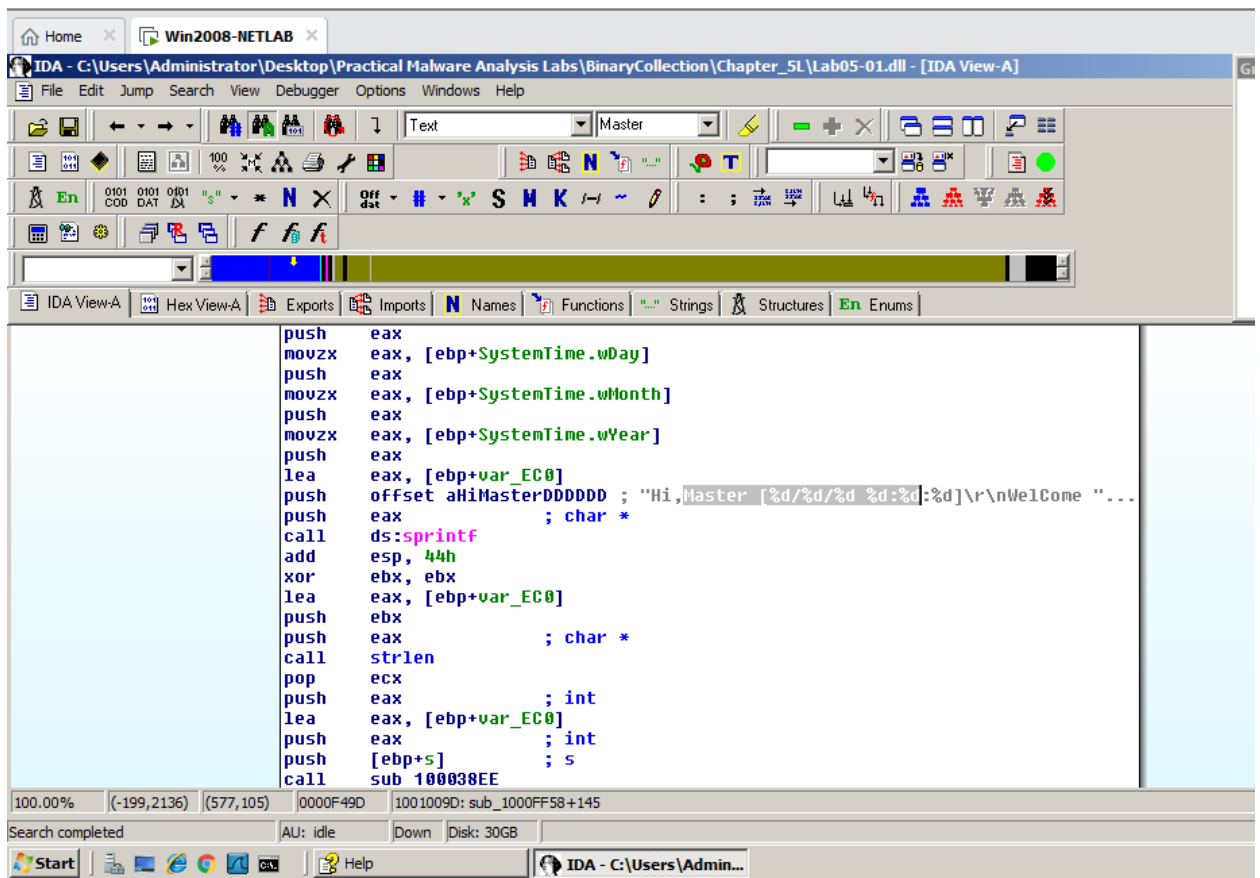 Home × Win2008-NETLAB ×
IDA - C:\Users\Administrator\Desktop\Practical Malware Analysis Labs\BinaryCollection\Chapter_5L\Lab05-01.dll - [IDA View-A]
File Edit Jump Search View Debugger Options Windows Help
Text Master
En Off dat # 'x' S M K
IDA View-A Hex View-A Exports Imports N Names Functions Strings Structures En Enums
push eax
movzx eax, [ebp+SystemTime.wDay]
push eax
movzx eax, [ebp+SystemTime.wMonth]
push eax
movzx eax, [ebp+SystemTime.wYear]
push eax
lea eax, [ebp+var_EC0]
push offset aHiMasterDDDDDD ; "Hi,Master [%d/%d/%d %d:%d:%d]\r\nWelCome "...
push eax ; char *
call ds:sprintf
add esp, 44h
xor ebx, ebx
lea eax, [ebp+var_EC0]
push ebx
push eax ; char *
call strlen
pop ecx
push eax ; int
lea eax, [ebp+var_EC0]
push eax ; int
push [ebp+s] ; s
call sub_100038EE
100.00% (-199,2136) (577,105) 0000F49D 1001009D: sub_1000FF58+145
Search completed AU: idle Down Disk: 30GB
Start Help IDA - C:\Users\Admin...